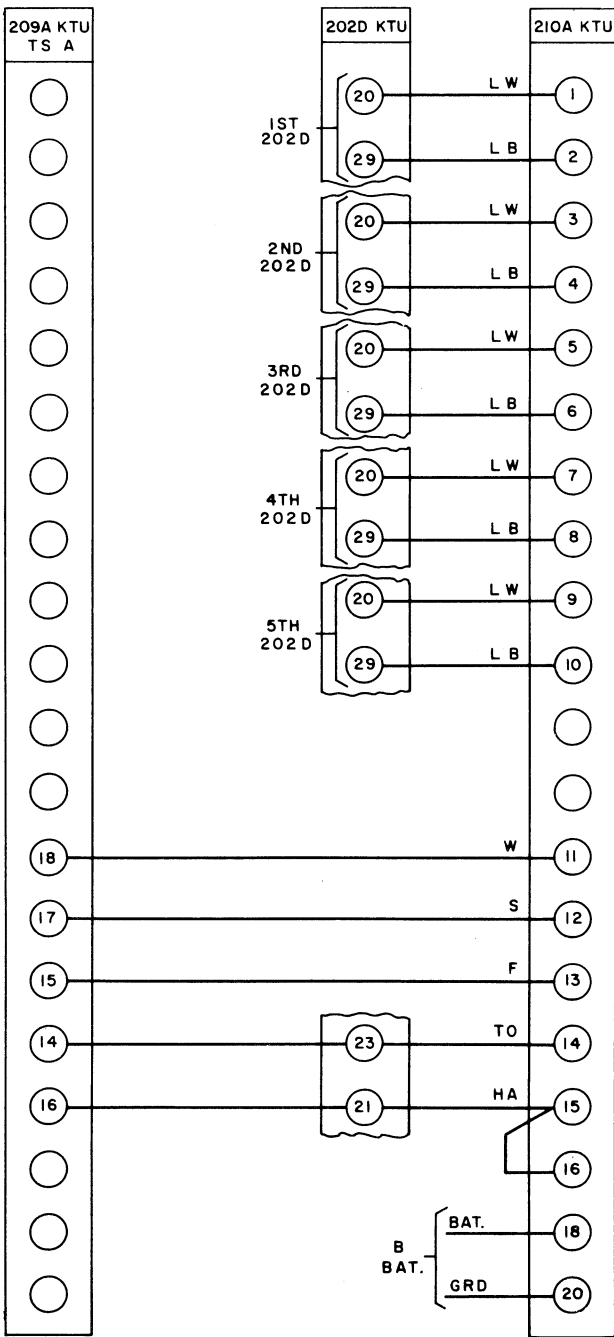 209A KTU
TS A
202D KTU
210A KTU
20 LW 1
1ST
202D
29 LB 2
20 LW 3
2ND
202D
29 LB 4
20 LW 5
3RD
202D
29 LB 6
20 LW 7
4TH
202D
29 LB 8
20 LW 9
5TH
202D
29 LB 10
18 W 11
17 S 12
15 F 13
14 23 TO 14
16 21 HA 15
16
BAT. 18
B
BAT.
GRD 20